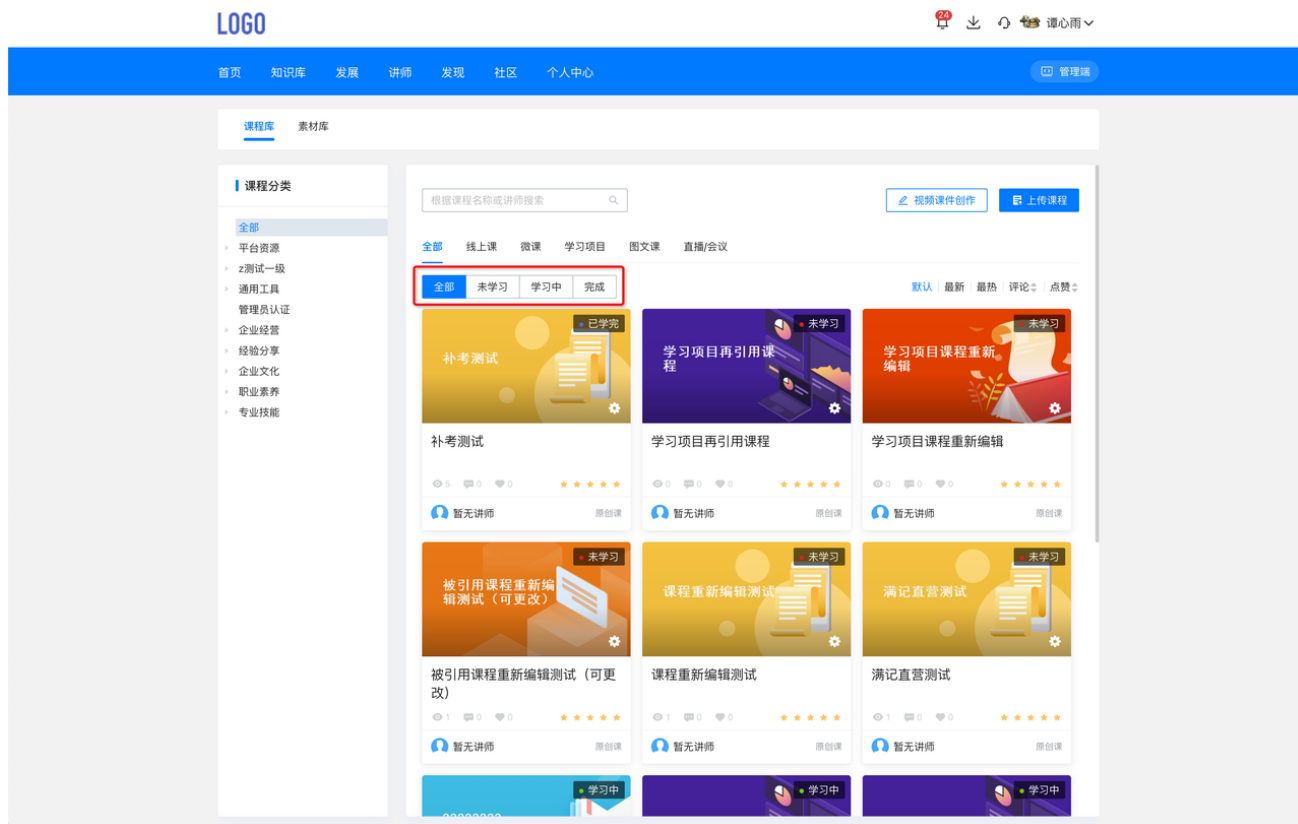 LOGO
24
谭心雨
首页 知识库 发展 讲师 发现 社区 个人中心 管理端
课程库 素材库
课程分类
全部
平台资源
z测试一级
通用工具
管理员认证
企业经营
经验分享
企业文化
职业素养
专业技能
根据课程名称或讲师搜索
视频课件创作 上传课程
全部 线上课 微课 学习项目 图文课 直播/会议
全部 未学习 学习中 完成
默认 最新 最热 评论 点赞
已学完
补考测试
补考测试
6 0 0
暂无讲师 原创课
未学习
学习项目再引用课
程
学习项目再引用课程
0 0 0
暂无讲师 原创课
未学习
学习项目课程重新
编辑
学习项目课程重新编辑
0 0 0
暂无讲师 原创课
未学习
被引用课程重新编
辑测试（可更改）
被引用课程重新编辑测试（可更
改）
1 0 0
暂无讲师 原创课
未学习
课程重新编辑测试
课程重新编辑测试
1 0 0
暂无讲师 原创课
未学习
满记直营测试
满记直营测试
1 0 0
暂无讲师 原创课
学习中
学习中
学习中